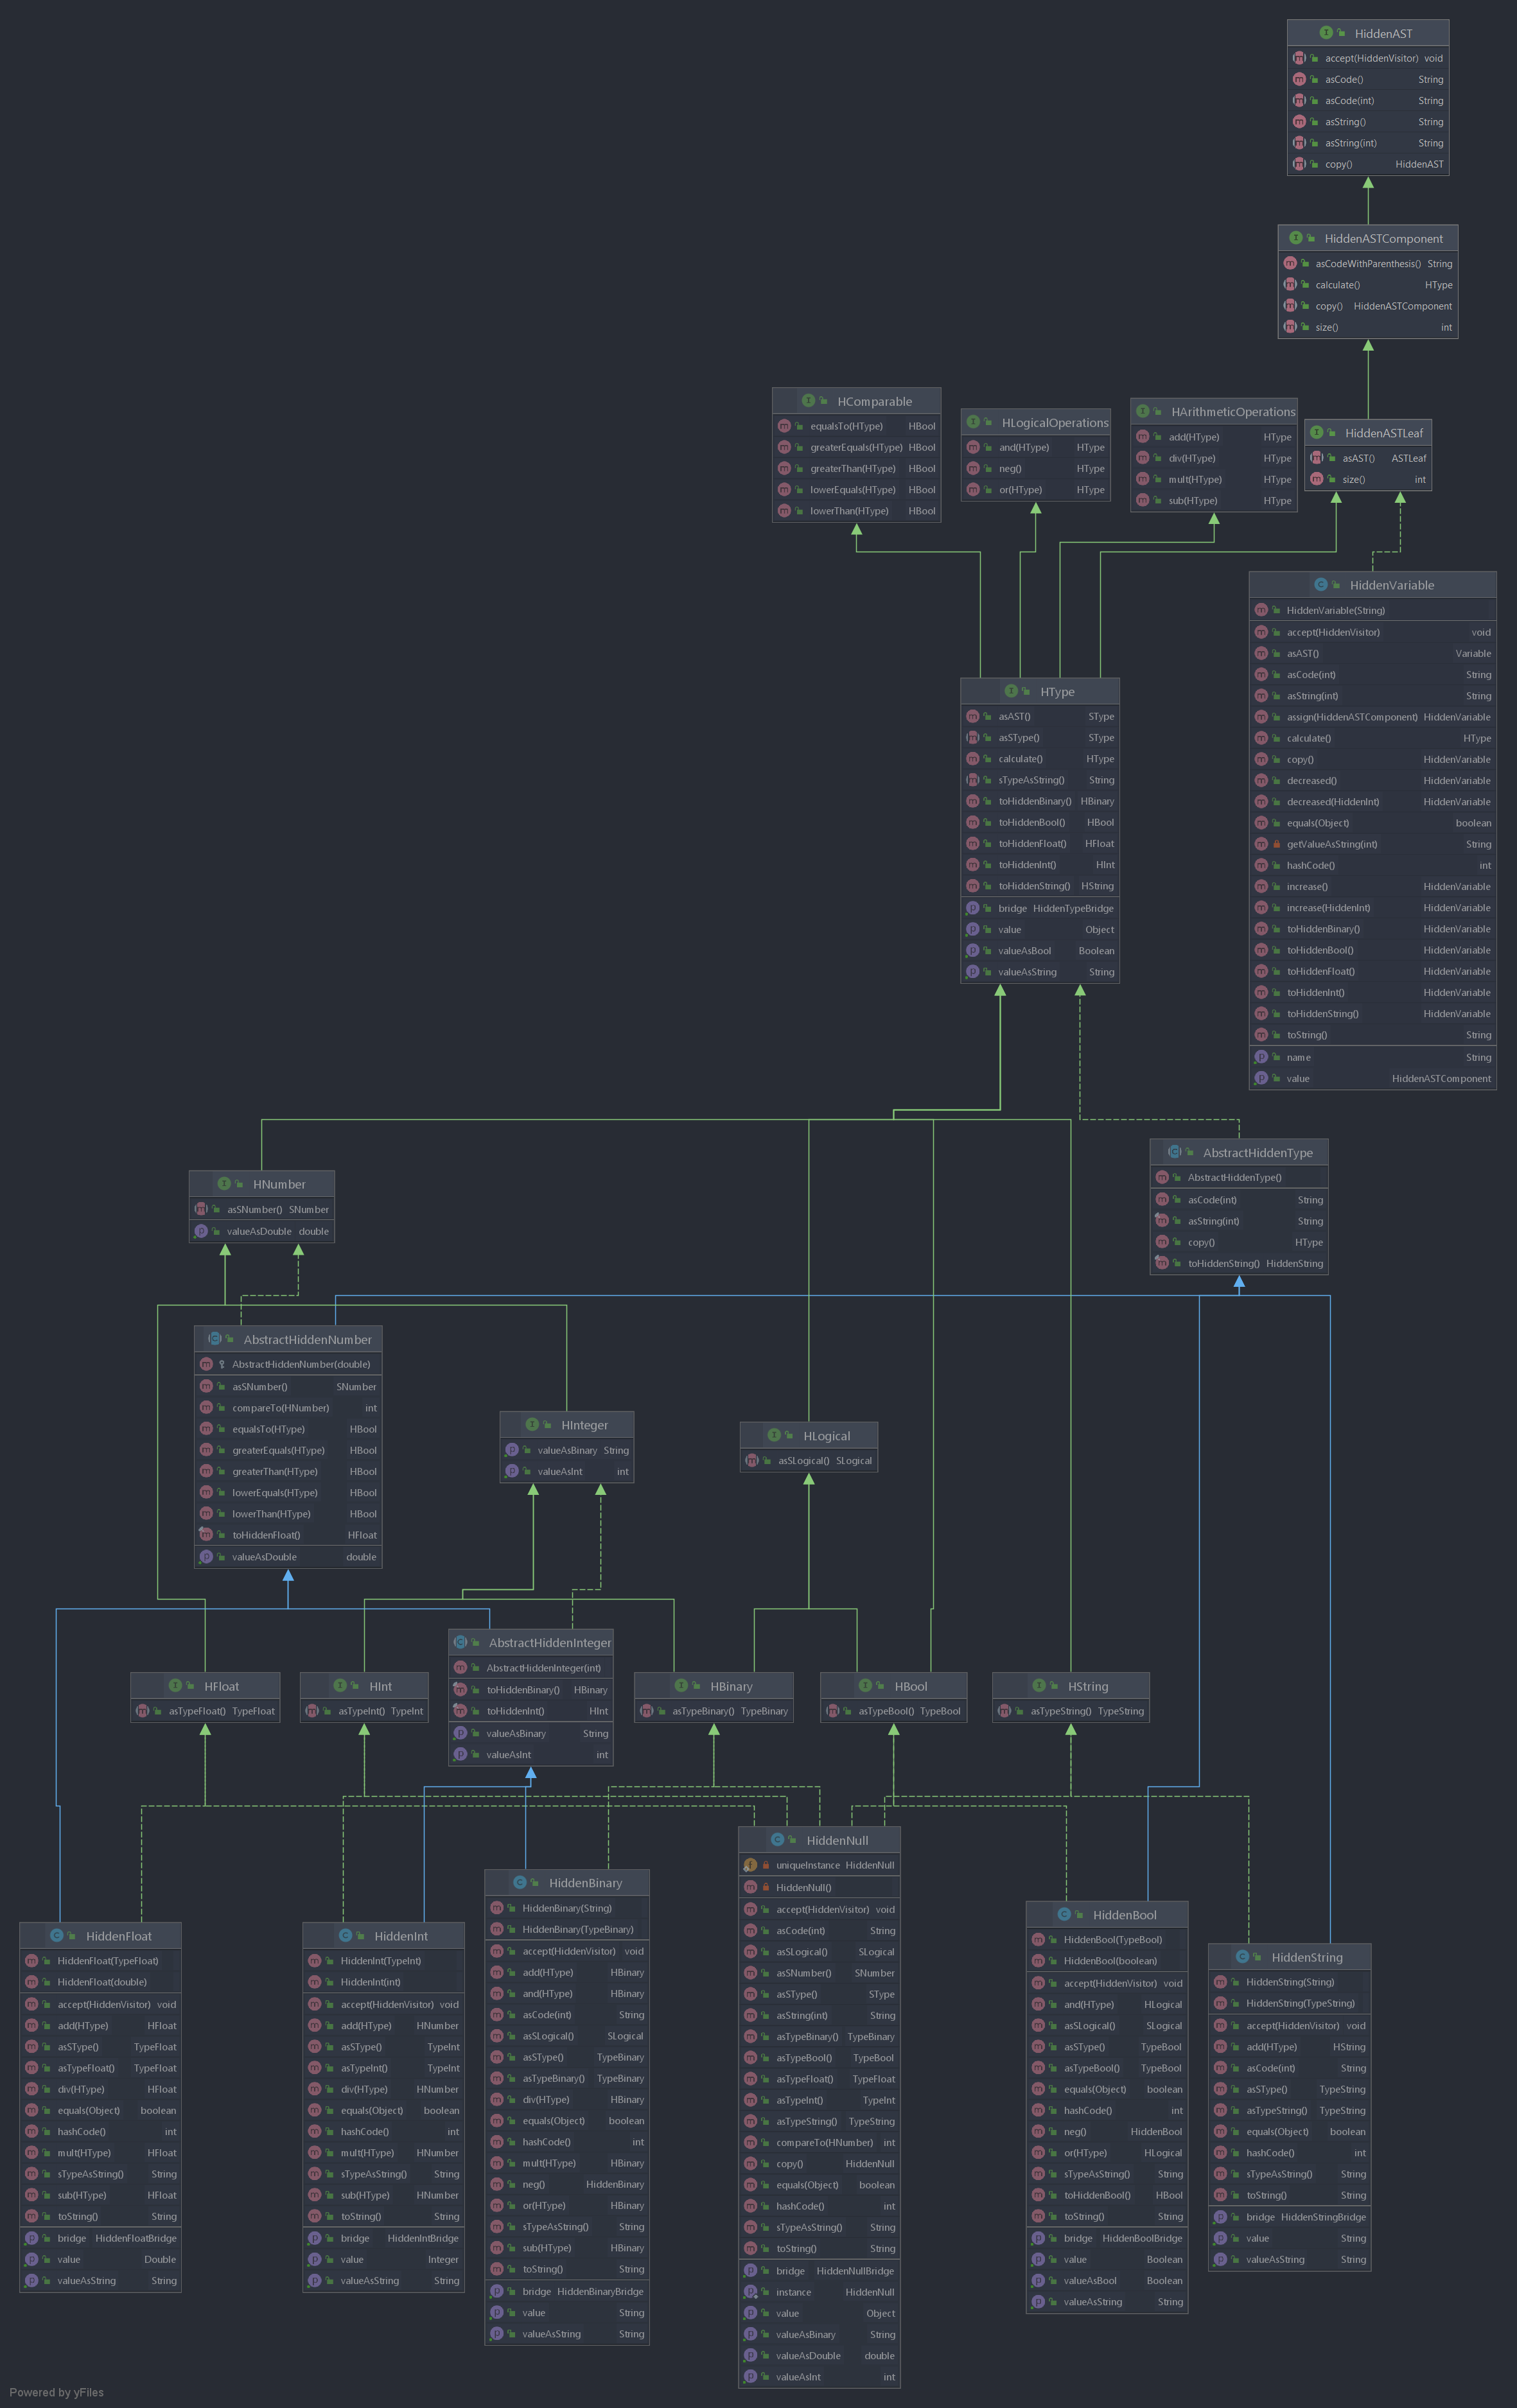 HiddenAST
accept(HiddenVisitor) void
asCode() String
asCode(int) String
asString() String
asString(int) String
copy() HiddenAST
HiddenASTComponent
asCodeWithParenthesis() String
calculate() HType
copy() HiddenASTComponent
size() int
HComparable
equalsTo(HType) HBool
greaterEquals(HType) HBool
greaterThan(HType) HBool
lowerEquals(HType) HBool
lowerThan(HType) HBool
HLogicalOperations
and(HType) HType
neg() HType
or(HType) HType
HArithmeticOperations
add(HType) HType
div(HType) HType
mult(HType) HType
sub(HType) HType
HiddenASTLeaf
asAST() ASTLeaf
size() int
HiddenVariable
HiddenVariable(String)
accept(HiddenVisitor) void
asAST() Variable
asCode(int) String
asString(int) String
assign(HiddenASTComponent) HiddenVariable
calculate() HType
copy() HiddenVariable
decreased() HiddenVariable
decreased(HiddenInt) HiddenVariable
equals(Object) boolean
getValueAsString(int) String
hashCode() int
increase() HiddenVariable
increase(HiddenInt) HiddenVariable
toHiddenBinary() HiddenVariable
toHiddenBool() HiddenVariable
toHiddenFloat() HiddenVariable
toHiddenInt() HiddenVariable
toHiddenString() HiddenVariable
toString() String
name String
value HiddenASTComponent
HType
asAST() SType
asSType() SType
calculate() HType
sTypeAsString() String
toHiddenBinary() HBinary
toHiddenBool() HBool
toHiddenFloat() HFloat
toHiddenInt() HInt
toHiddenString() HString
bridge HiddenTypeBridge
value Object
valueAsBool Boolean
valueAsString String
AbstractHiddenType
AbstractHiddenType()
asCode(int) String
asString(int) String
copy() HType
toHiddenString() HiddenString
HNumber
asSNumber() SNumber
valueAsDouble double
AbstractHiddenNumber
AbstractHiddenNumber(double)
asSNumber() SNumber
compareTo(HNumber) int
equalsTo(HType) HBool
greaterEquals(HType) HBool
greaterThan(HType) HBool
lowerEquals(HType) HBool
lowerThan(HType) HBool
toHiddenFloat() HFloat
valueAsDouble double
HInteger
valueAsBinary String
valueAsInt int
HLogical
asSLogical() SLogical
AbstractHiddenInteger
AbstractHiddenInteger(int)
toHiddenBinary() HBinary
toHiddenInt() HInt
valueAsBinary String
valueAsInt int
HFloat
asTypeFloat() TypeFloat
HInt
asTypeInt() TypeInt
HBinary
asTypeBinary() TypeBinary
HBool
asTypeBool() TypeBool
HString
asTypeString() TypeString
HiddenFloat
HiddenFloat(TypeFloat)
HiddenFloat(double)
accept(HiddenVisitor) void
add(HType) HFloat
asSType() TypeFloat
asTypeFloat() TypeFloat
div(HType) HFloat
equals(Object) boolean
hashCode() int
mult(HType) HFloat
sTypeAsString() String
sub(HType) HFloat
toString() String
bridge HiddenFloatBridge
value Double
valueAsString String
HiddenInt
HiddenInt(TypeInt)
HiddenInt(int)
accept(HiddenVisitor) void
add(HType) HNumber
asSType() TypeInt
asTypeInt() TypeInt
div(HType) HNumber
equals(Object) boolean
hashCode() int
mult(HType) HNumber
sTypeAsString() String
sub(HType) HNumber
toString() String
bridge HiddenIntBridge
value Integer
valueAsString String
HiddenBinary
HiddenBinary(String)
HiddenBinary(TypeBinary)
accept(HiddenVisitor) void
add(HType) HBinary
and(HType) HBinary
asCode(int) String
asSLogical() SLogical
asSType() TypeBinary
asTypeBinary() TypeBinary
div(HType) HBinary
equals(Object) boolean
hashCode() int
mult(HType) HBinary
neg() HiddenBinary
or(HType) HBinary
sTypeAsString() String
sub(HType) HBinary
toString() String
bridge HiddenBinaryBridge
value String
valueAsString String
HiddenNull
uniqueInstance HiddenNull
HiddenNull()
accept(HiddenVisitor) void
asCode(int) String
asSLogical() SLogical
asSNumber() SNumber
asSType() SType
asString(int) String
asTypeBinary() TypeBinary
asTypeBool() TypeBool
asTypeFloat() TypeFloat
asTypeInt() TypeInt
asTypeString() TypeString
compareTo(HNumber) int
copy() HiddenNull
equals(Object) boolean
hashCode() int
sTypeAsString() String
toString() String
bridge HiddenNullBridge
instance HiddenNull
value Object
valueAsBinary String
valueAsDouble double
valueAsInt int
HiddenBool
HiddenBool(TypeBool)
HiddenBool(boolean)
accept(HiddenVisitor) void
and(HType) HLogical
asSLogical() SLogical
asSType() TypeBool
asTypeBool() TypeBool
equals(Object) boolean
hashCode() int
neg() HiddenBool
or(HType) HLogical
sTypeAsString() String
toHiddenBool() HBool
toString() String
bridge HiddenBoolBridge
value Boolean
valueAsBool Boolean
valueAsString String
HiddenString
HiddenString(String)
HiddenString(TypeString)
accept(HiddenVisitor) void
add(HType) HString
asCode(int) String
asSType() TypeString
asTypeString() TypeString
equals(Object) boolean
hashCode() int
sTypeAsString() String
toString() String
bridge HiddenStringBridge
value String
valueAsString String
Powered by yFiles